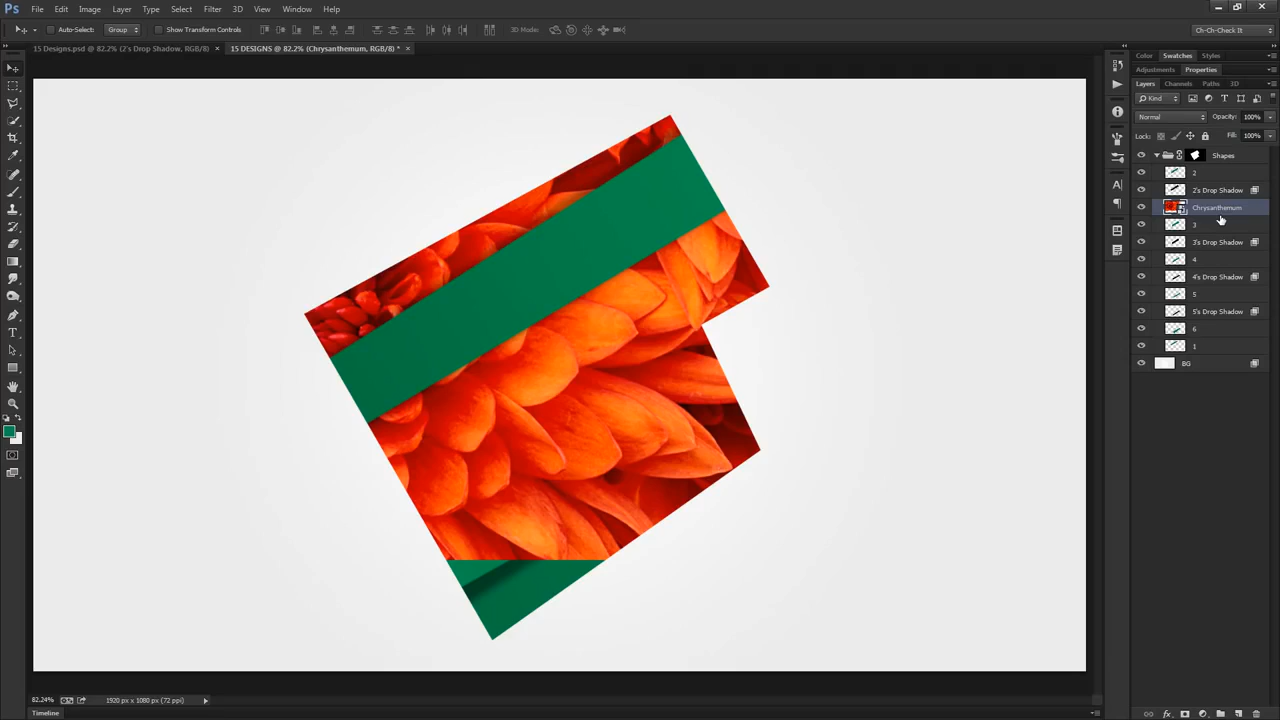 Ps File Edit Image Layer Type Select Filter 3D View Window Help
Auto-Select: Group Show Transform Controls 3D Mode: Ch-Ch-Check It
15 Designs.psd @ 82.2% (2's Drop Shadow, RGB/8) × 15 DESIGNS @ 82.2% (Chrysanthemum, RGB/8) * ×
Color Swatches Styles
Adjustments Properties
Layers Channels Paths 3D
Kind
Normal Opacity: 100%
Lock: Fill: 100%
Shapes
2
2's Drop Shadow
Chrysanthemum
3
3's Drop Shadow
4
4's Drop Shadow
5
5's Drop Shadow
6
1
BG
82.24% 1920 px x 1080 px (72 ppi)
Timeline